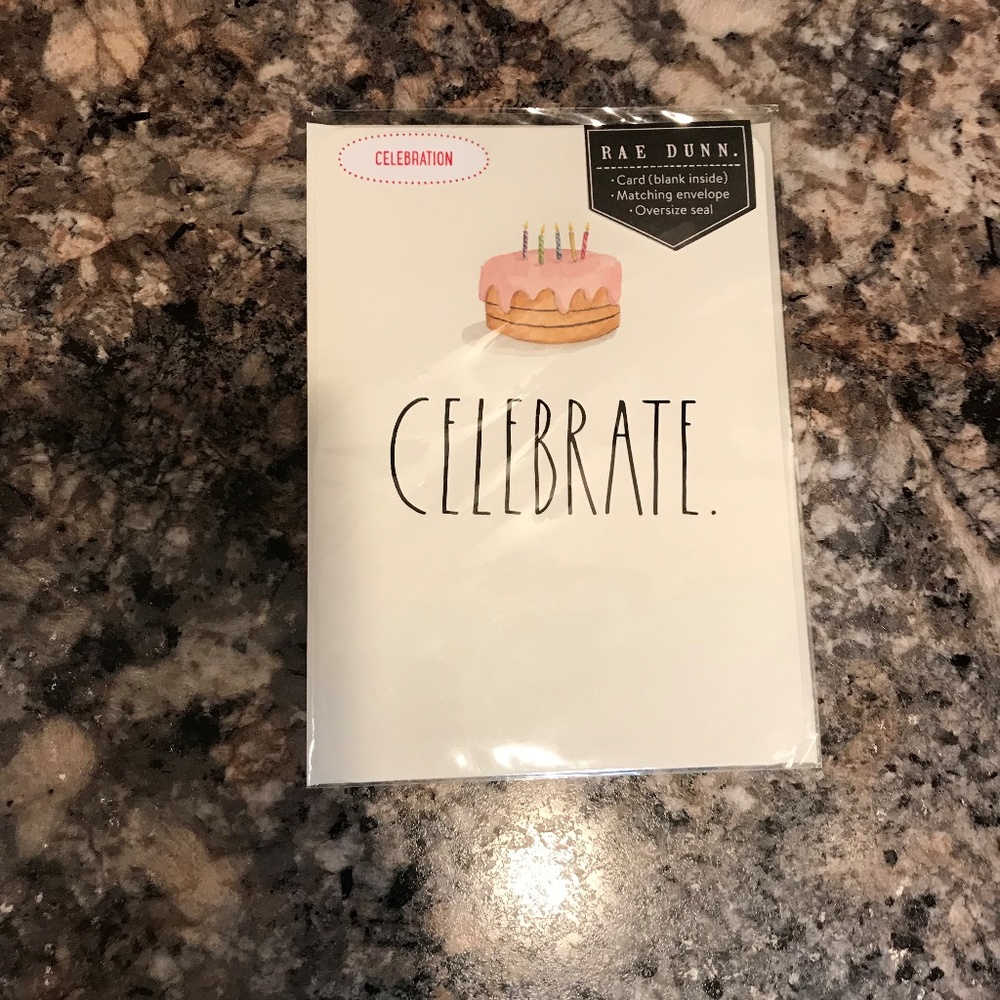 CELEBRATION
RAE DUNN.
· Card (blank inside)
· Matching envelope
· Oversize seal
CELEBRATE.